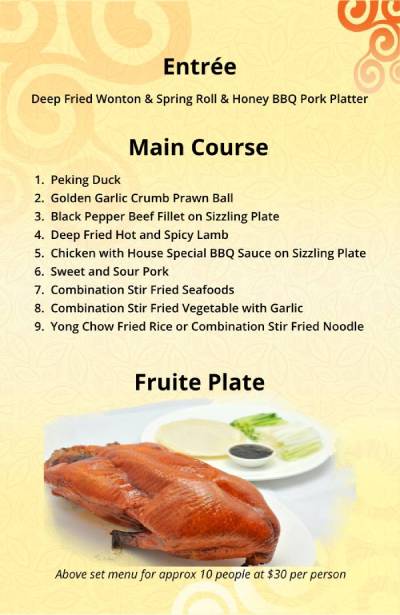 Entrée
Deep Fried Wonton & Spring Roll & Honey BBQ Pork Platter
Main Course
1. Peking Duck
2. Golden Garlic Crumb Prawn Ball
3. Black Pepper Beef Fillet on Sizzling Plate
4. Deep Fried Hot and Spicy Lamb
5. Chicken with House Special BBQ Sauce on Sizzling Plate
6. Sweet and Sour Pork
7. Combination Stir Fried Seafoods
8. Combination Stir Fried Vegetable with Garlic
9. Yong Chow Fried Rice or Combination Stir Fried Noodle
Fruite Plate
Above set menu for approx 10 people at $30 per person